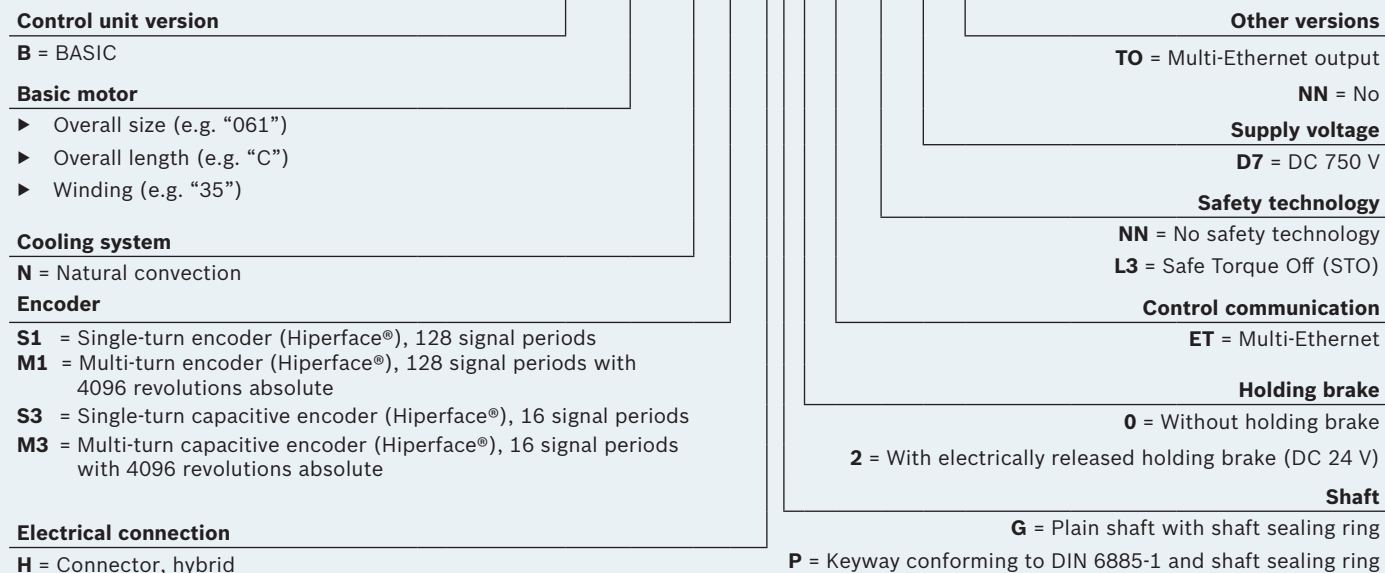 Control unit version
B = BASIC
Basic motor
▶ Overall size (e.g. "061")
▶ Overall length (e.g. “C”)
▶ Winding (e.g. “35”)
Cooling system
N = Natural convection
Encoder
S1 = Single-turn encoder (Hiperface®), 128 signal periods
M1 = Multi-turn encoder (Hiperface®), 128 signal periods with
4096 revolutions absolute
S3 = Single-turn capacitive encoder (Hiperface®), 16 signal periods
M3 = Multi-turn capacitive encoder (Hiperface®), 16 signal periods
with 4096 revolutions absolute
Electrical connection
H = Connector, hybrid
Other versions
TO = Multi-Ethernet output
NN = No
Supply voltage
D7 = DC 750 V
Safety technology
NN = No safety technology
L3 = Safe Torque Off (STO)
Control communication
ET = Multi-Ethernet
Holding brake
0 = Without holding brake
2 = With electrically released holding brake (DC 24 V)
Shaft
G = Plain shaft with shaft sealing ring
P = Keyway conforming to DIN 6885-1 and shaft sealing ring